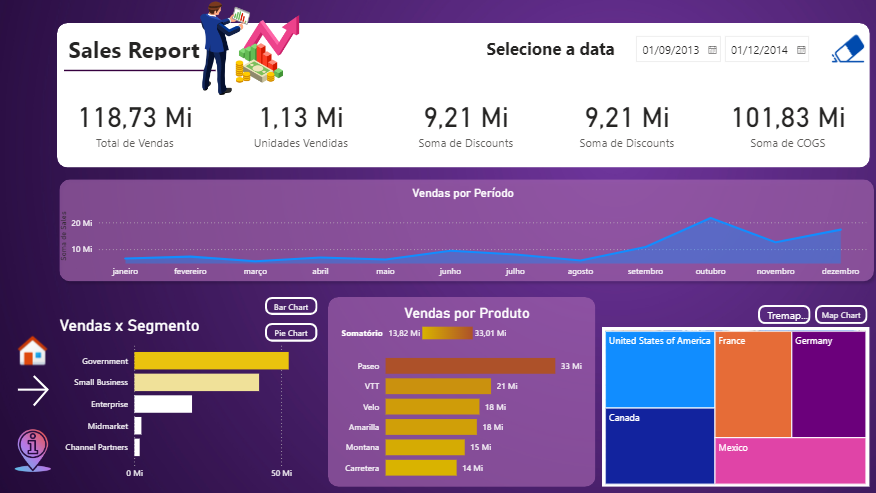 Sales Report
Selecione a data
01/09/2013
01/12/2014
118,73 Mi
Total de Vendas
1,13 Mi
Unidades Vendidas
9,21 Mi
Soma de Discounts
9,21 Mi
Soma de Discounts
101,83 Mi
Soma de COGS
Vendas por Período
Soma de Sales
20 Mi
10 Mi
janeiro fevereiro março abril maio junho julho agosto setembro outubro novembro dezembro
Vendas x Segmento
Bar Chart
Pie Chart
Government
Small Business
Enterprise
Midmarket
Channel Partners
0 Mi 50 Mi
Vendas por Produto
Somatório 13,82 Mi 33,01 Mi
Paseo 33 Mi
VTT 21 Mi
Velo 18 Mi
Amarilla 18 Mi
Montana 15 Mi
Carretera 14 Mi
Tremap...
Map Chart
United States of America
France
Germany
Canada
Mexico